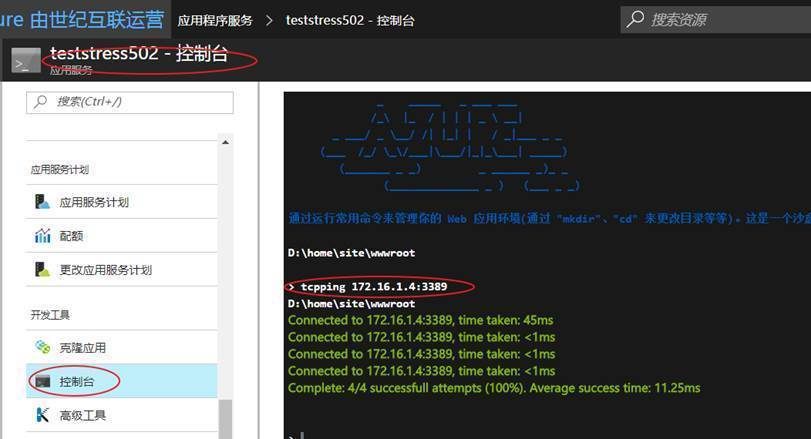 ure 由世纪互联运营
应用程序服务 > teststress502 - 控制台
搜索资源
teststress502 - 控制台
应用服务
搜索(Ctrl+/)
应用服务计划
应用服务计划
配额
更改应用服务计划
开发工具
克隆应用
控制台
高级工具
通过运行常用命令来管理你的 Web 应用环境(通过 "mkdir"、"cd" 来更改目录等等)。这是一个沙盒
D:\home\site\wwwroot
> tcpping 172.16.1.4:3389
D:\home\site\wwwroot
Connected to 172.16.1.4:3389, time taken: 45ms
Connected to 172.16.1.4:3389, time taken: <1ms
Connected to 172.16.1.4:3389, time taken: <1ms
Connected to 172.16.1.4:3389, time taken: <1ms
Complete: 4/4 successfull attempts (100%). Average success time: 11.25ms
>